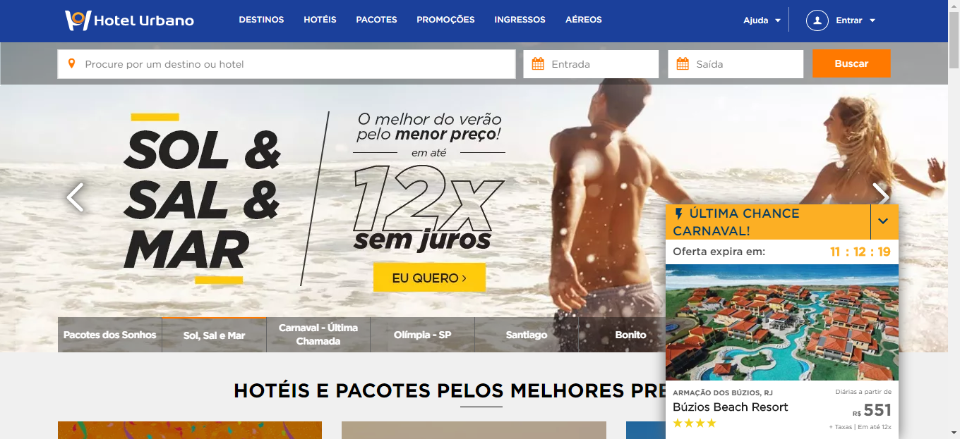 Hotel Urbano
DESTINOS HOTÉIS PACOTES PROMOÇÕES INGRESSOS AÉREOS
Ajuda
Entrar
Procure por um destino ou hotel
Entrada
Saída
Buscar
SOL &
SAL &
MAR
O melhor do verão
pelo menor preço!
em até
12x
sem juros
EU QUERO >
Pacotes dos Sonhos
Sol, Sal e Mar
Carnaval - Última
Chamada
Olímpia - SP
Santiago
Bonito
ÚLTIMA CHANCE
CARNAVAL!
Oferta expira em:
11 : 12 : 19
ARMAÇÃO DOS BÚZIOS, RJ
Búzios Beach Resort
Diárias a partir de
R$ 551
+ Taxas | Em até 12x
HOTÉIS E PACOTES PELOS MELHORES PRE